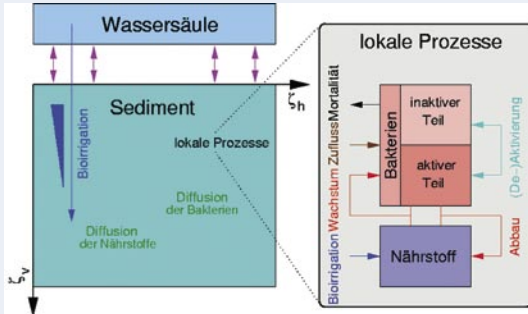 Wassersäule
ζh
Sediment
Bioirrigation
lokale Prozesse
Diffusion
der Bakterien
Diffusion
der Nährstoffe
ζv
lokale Prozesse
Mortalität
Zufluss
Wachstum
Bioirrigation
Bakterien
inaktiver
Teil
aktiver
Teil
(De-)Aktivierung
Abbau
Nährstoff